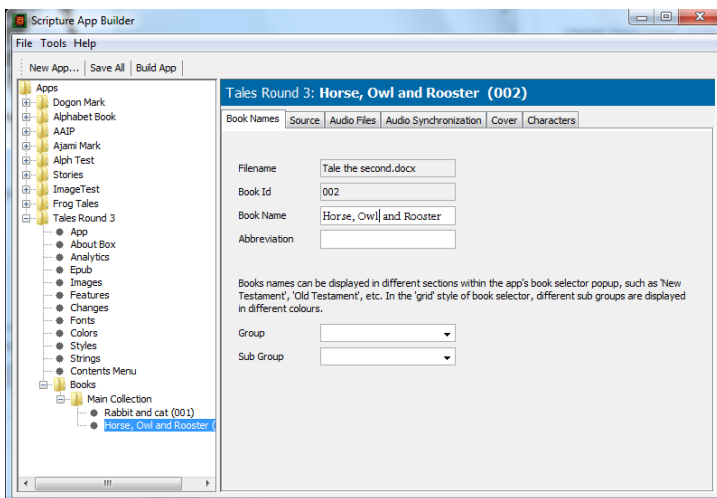 Scripture App Builder
File Tools Help
New App... Save All Build App
Apps
Dogon Mark
Alphabet Book
AAIP
Ajami Mark
Alph Test
Stories
ImageTest
Frog Tales
Tales Round 3
App
About Box
Analytics
Epub
Images
Features
Changes
Fonts
Colors
Styles
Strings
Contents Menu
Books
Main Collection
Rabbit and cat (001)
Horse, Owl and Rooster (
Tales Round 3: Horse, Owl and Rooster (002)
Book Names Source Audio Files Audio Synchronization Cover Characters
Filename Tale the second.docx
Book Id 002
Book Name Horse, Owl and Rooster
Abbreviation
Books names can be displayed in different sections within the app's book selector popup, such as 'New
Testament', 'Old Testament', etc. In the 'grid' style of book selector, different sub groups are displayed
in different colours.
Group
Sub Group